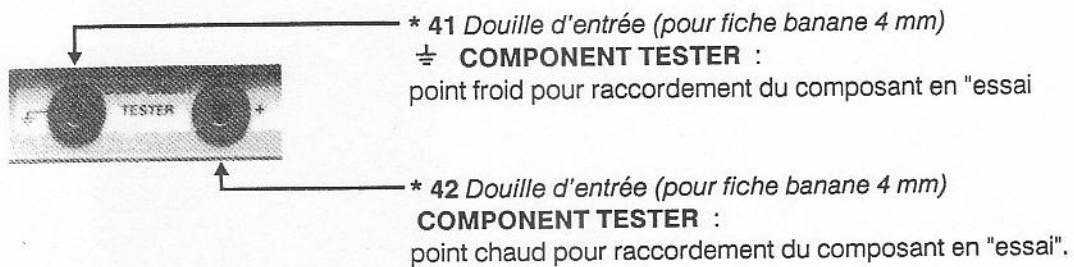 * 41 Douille d'entrée (pour fiche banane 4 mm)
⏚ COMPONENT TESTER :
point froid pour raccordement du composant en "essai
⏚ TESTER +
* 42 Douille d'entrée (pour fiche banane 4 mm)
COMPONENT TESTER :
point chaud pour raccordement du composant en "essai".